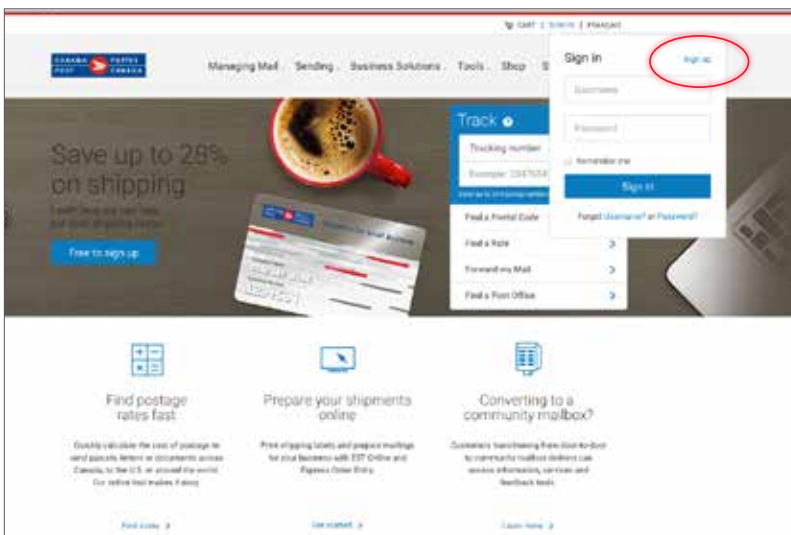 CART | SIGN IN | FRANÇAIS
CANADA POSTES
POST CANADA
Managing Mail Sending Business Solutions Tools Shop
Sign in
Sign up
Username
Password
Remember me
Sign in
Forgot Username? or Password?
Save up to 28%
on shipping
Free to sign up
Track
Tracking number
Find a Postal Code
Find a Rate
Forward my Mail
Find a Post Office
Find postage
rates fast
Quickly calculate the cost of postage to
send parcels, letters or documents across
Canada, to the U.S. or around the world.
Our online tool makes it easy.
Prepare your shipments
online
Print shipping labels and prepare mailings
for your business with EST Online and
Express Order Entry.
Get started
Converting to a
community mailbox?
Customers transitioning from door-to-door
to community mailbox delivery can
access information, services and
feedback tools.
Learn more